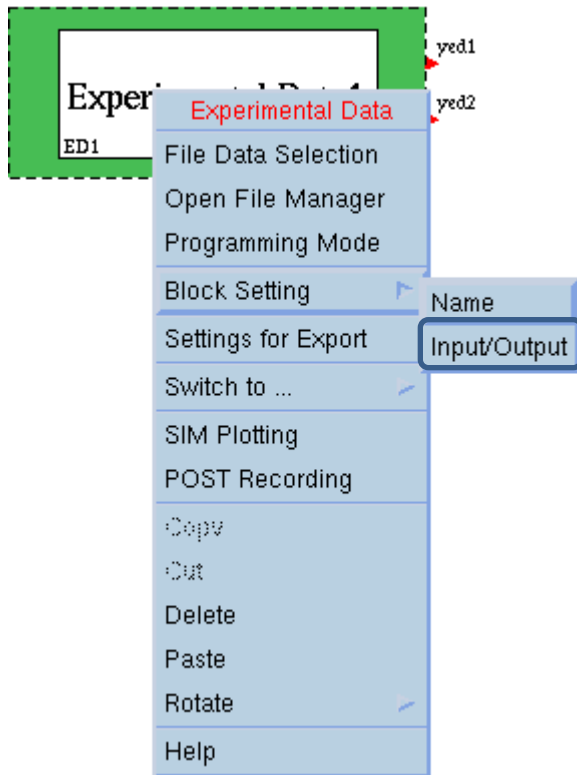 yed1
yed2
ED1
Experimental Data
File Data Selection
Open File Manager
Programming Mode
Block Setting
Name
Input/Output
Settings for Export
Switch to ...
SIM Plotting
POST Recording
Copy
Cut
Delete
Paste
Rotate
Help